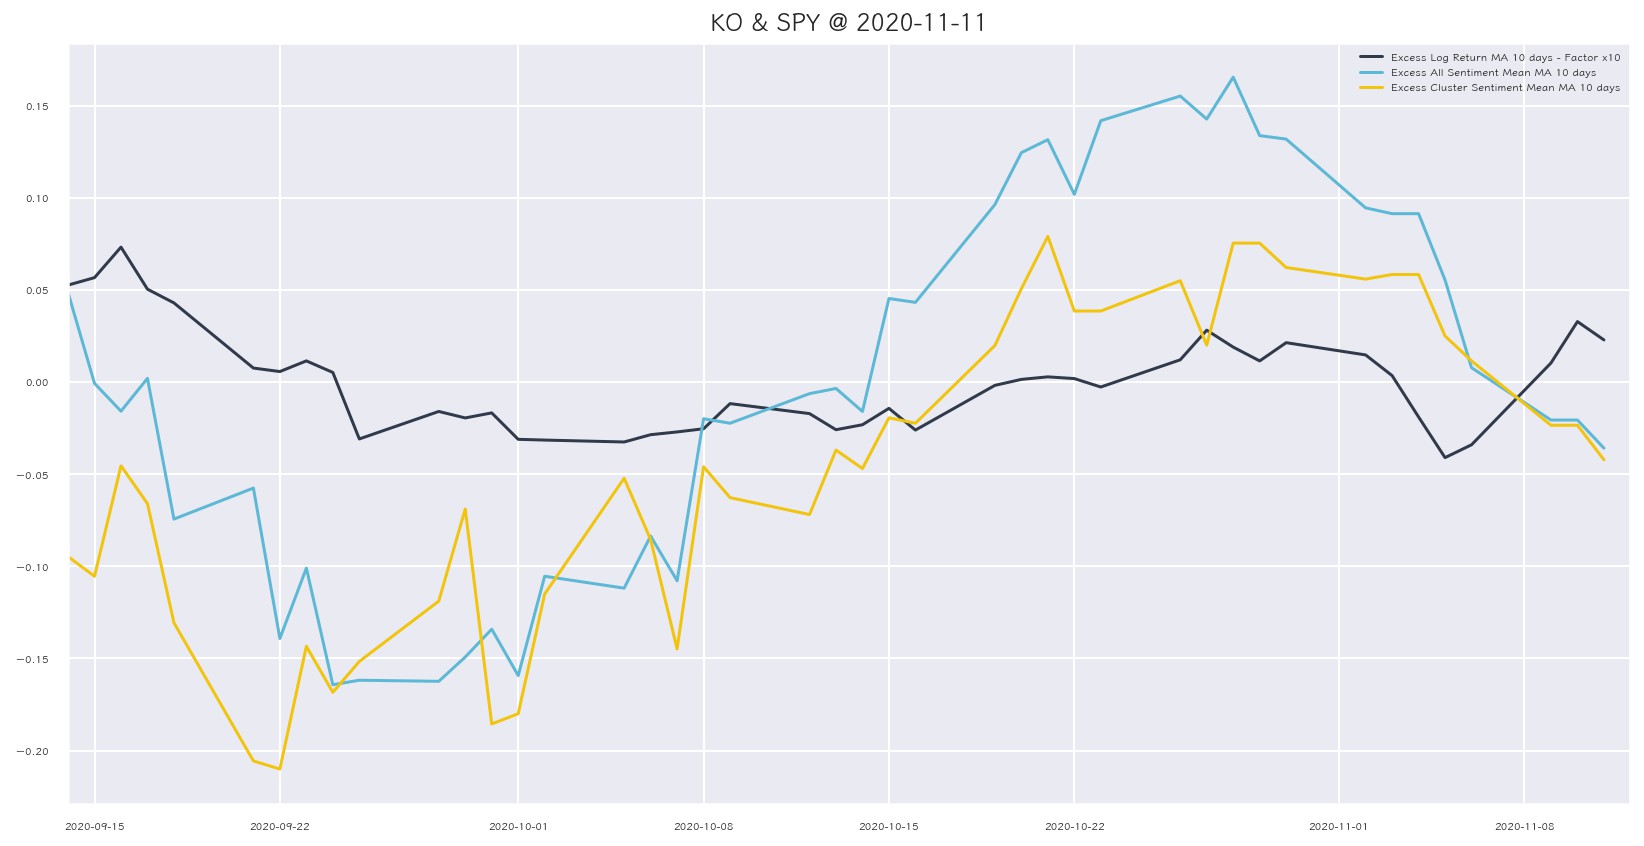 KO & SPY @ 2020-11-11
Excess Log Return MA 10 days - Factor x10
Excess All Sentiment Mean MA 10 days
Excess Cluster Sentiment Mean MA 10 days
0.15
0.10
0.05
0.00
−0.05
−0.10
−0.15
−0.20
2020-09-15 2020-09-22 2020-10-01 2020-10-08 2020-10-15 2020-10-22 2020-11-01 2020-11-08